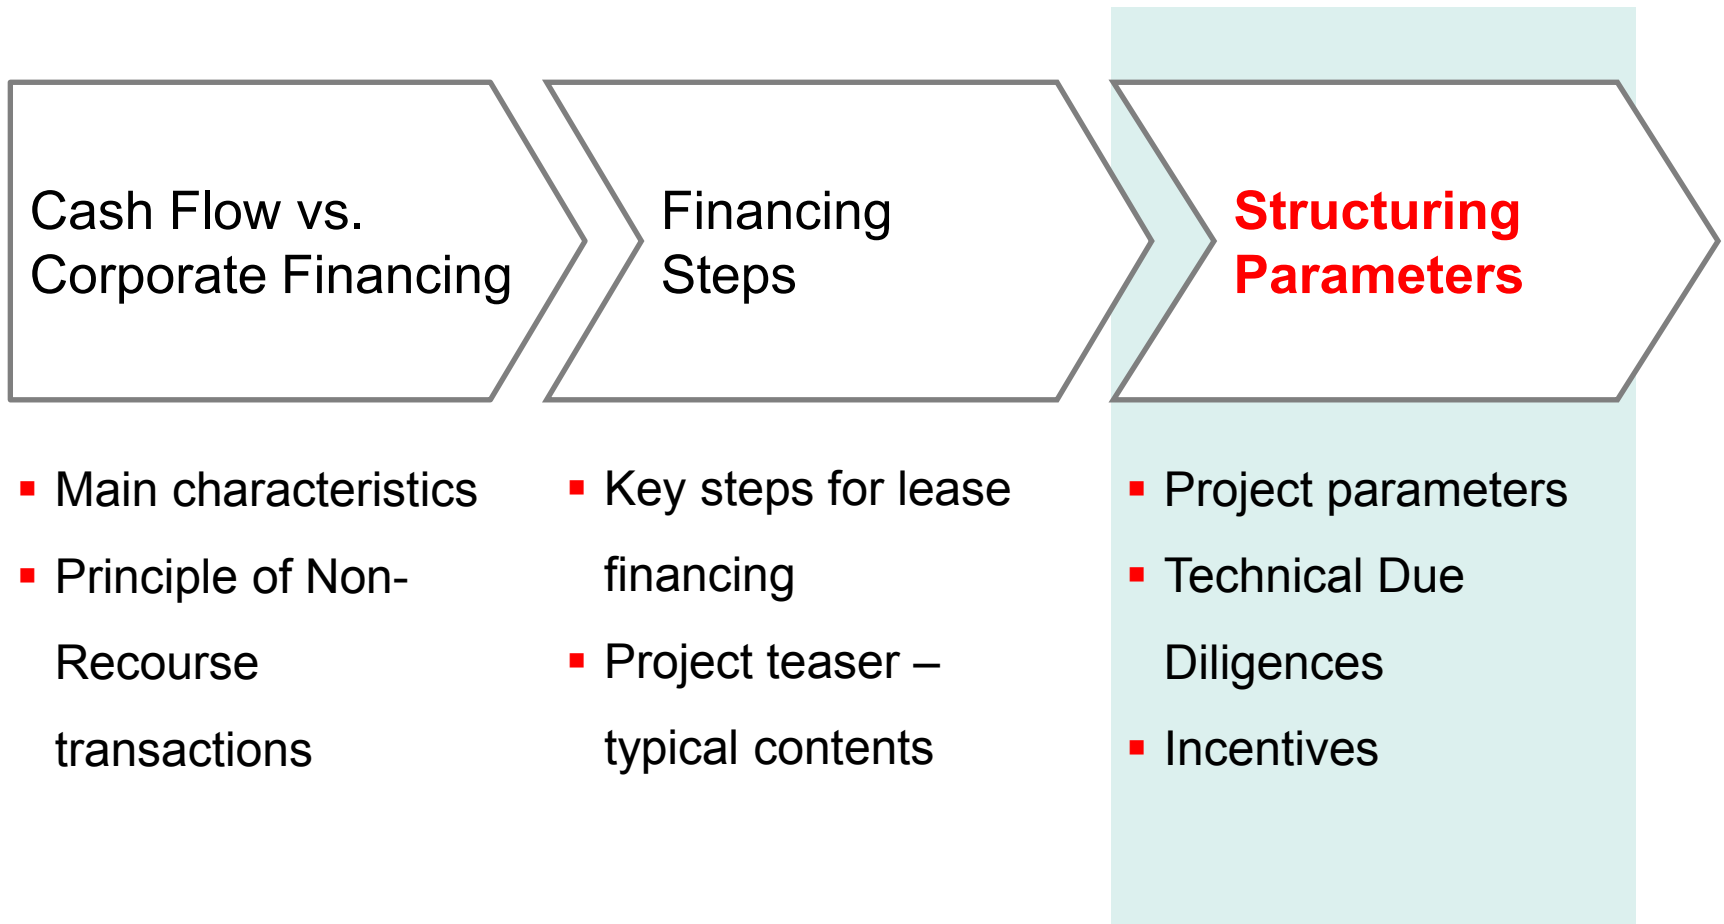 Cash Flow vs.
Corporate Financing
Financing
Steps
Structuring
Parameters
▪ Main characteristics
▪ Principle of Non-
Recourse
transactions
▪ Key steps for lease
financing
▪ Project teaser –
typical contents
▪ Project parameters
▪ Technical Due
Diligences
▪ Incentives